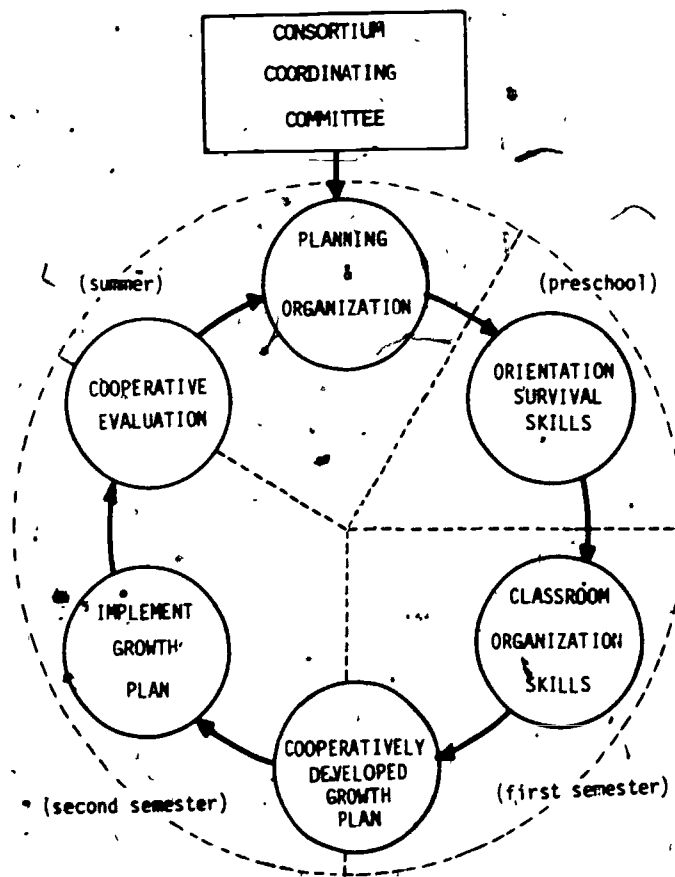 CONSORTIUM
COORDINATING
COMMITTEE
PLANNING
&
ORGANIZATION
(summer)
(preschool)
COOPERATIVE
EVALUATION
ORIENTATION
SURVIVAL
SKILLS
IMPLEMENT
GROWTH
PLAN
CLASSROOM
ORGANIZATION
SKILLS
COOPERATIVELY
DEVELOPED
GROWTH
PLAN
(second semester)
(first semester)